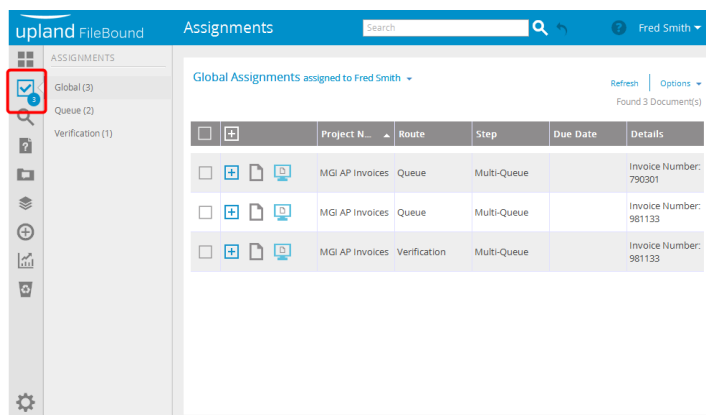 upland FileBound
Assignments
Search
?
Fred Smith
ASSIGNMENTS
Global (3)
Queue (2)
Verification (1)
3
?
Global Assignments assigned to Fred Smith
Refresh
Options
Found 3 Document(s)
Project N... Route Step Due Date Details
MGI AP Invoices Queue Multi-Queue Invoice Number:
790301
MGI AP Invoices Queue Multi-Queue Invoice Number:
981133
MGI AP Invoices Verification Multi-Queue Invoice Number:
981133